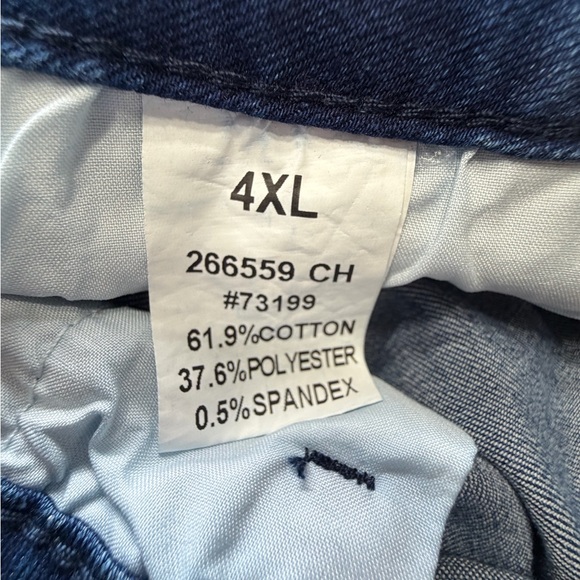 4XL
266559 CH
#73199
61.9%COTTON
37.6%POLYESTER
0.5%SPANDEX